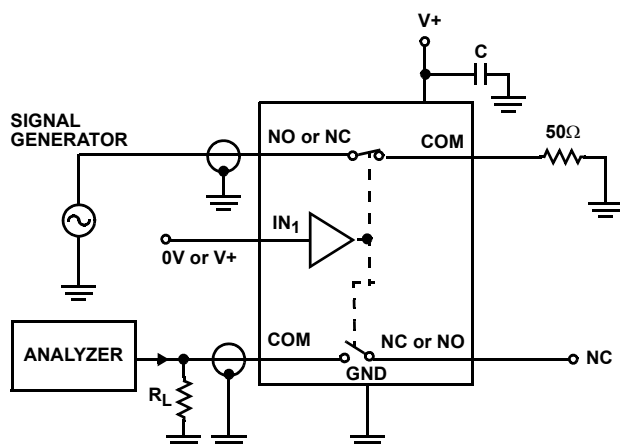 V+
C
SIGNAL
GENERATOR
NO or NC
COM
50Ω
IN1
0V or V+
ANALYZER
COM
NC or NO
NC
GND
RL